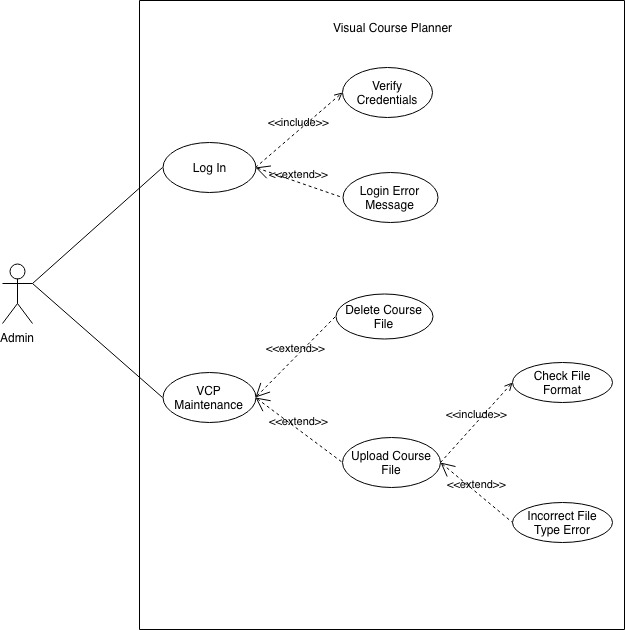 Visual Course Planner
Verify
Credentials
<<include>>
Log In
<<extend>>
Login Error
Message
Admin
Delete Course
File
<<extend>>
VCP
Maintenance
<<extend>>
Upload Course
File
Check File
Format
<<include>>
<<extend>>
Incorrect File
Type Error